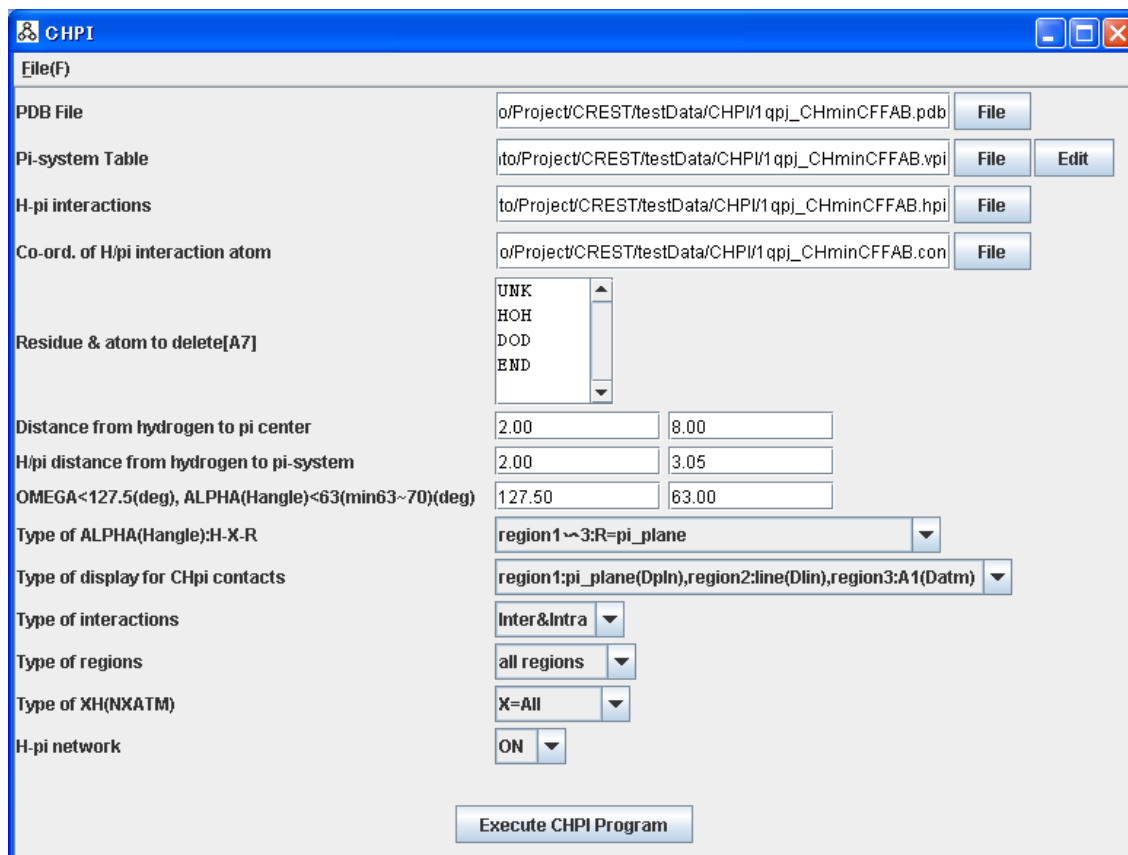 CHPI
File(F)
PDB File o/Project/CREST/testData/CHPI/1qpj_CHminCFFAB.pdb File
Pi-system Table ito/Project/CREST/testData/CHPI/1qpj_CHminCFFAB.vpi File Edit
H-pi interactions to/Project/CREST/testData/CHPI/1qpj_CHminCFFAB.hpi File
Co-ord. of H/pi interaction atom o/Project/CREST/testData/CHPI/1qpj_CHminCFFAB.con File
Residue & atom to delete[A7]
UNK
HOH
DOD
END
Distance from hydrogen to pi center 2.00 8.00
H/pi distance from hydrogen to pi-system 2.00 3.05
OMEGA<127.5(deg), ALPHA(Hangle)<63(min63~70)(deg) 127.50 63.00
Type of ALPHA(Hangle):H-X-R region1~3:R=pi_plane
Type of display for CHpi contacts region1:pi_plane(Dpln),region2:line(Dlin),region3:A1(Datm)
Type of interactions Inter&Intra
Type of regions all regions
Type of XH(NXATM) X=All
H-pi network ON
Execute CHPI Program